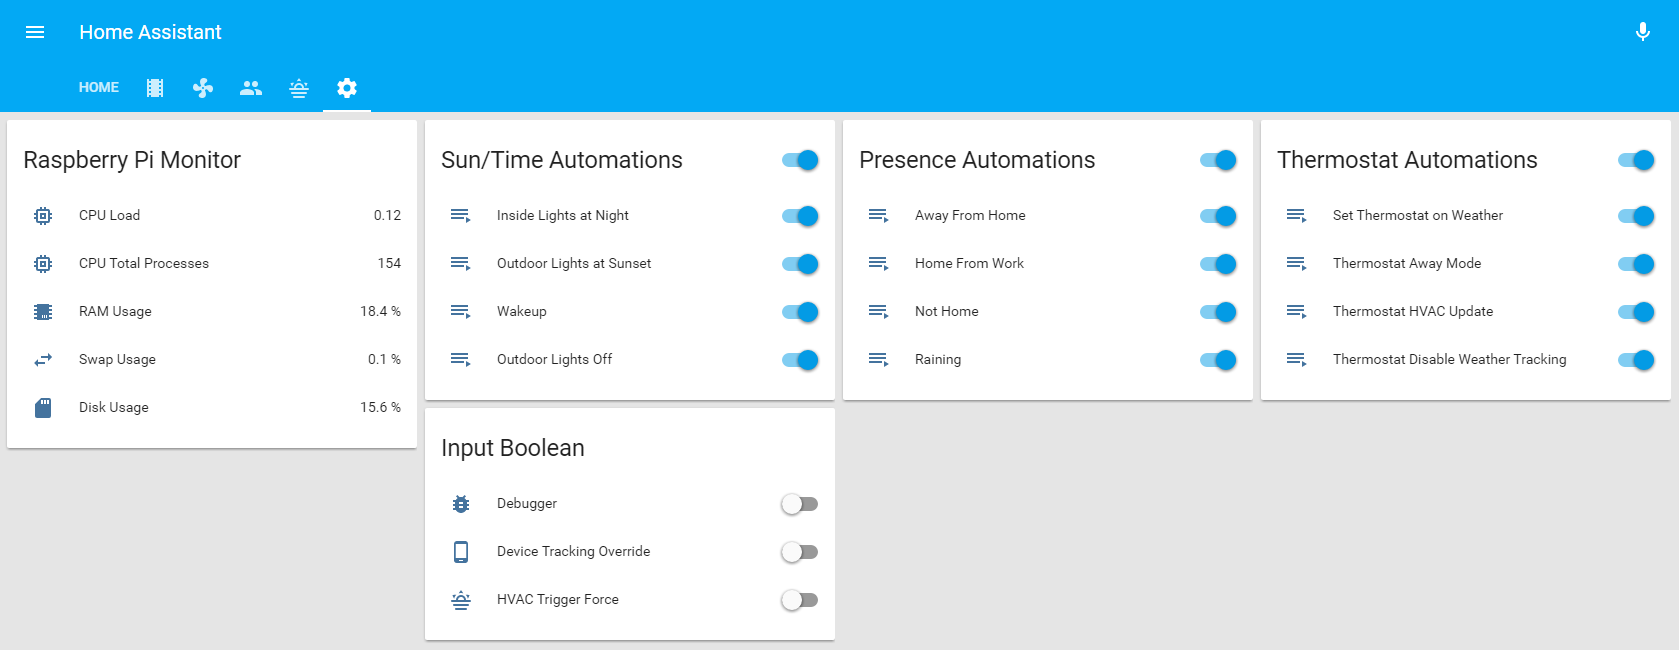 Home Assistant
HOME
Raspberry Pi Monitor
CPU Load 0.12
CPU Total Processes 154
RAM Usage 18.4 %
Swap Usage 0.1 %
Disk Usage 15.6 %
Sun/Time Automations
Inside Lights at Night
Outdoor Lights at Sunset
Wakeup
Outdoor Lights Off
Input Boolean
Debugger
Device Tracking Override
HVAC Trigger Force
Presence Automations
Away From Home
Home From Work
Not Home
Raining
Thermostat Automations
Set Thermostat on Weather
Thermostat Away Mode
Thermostat HVAC Update
Thermostat Disable Weather Tracking